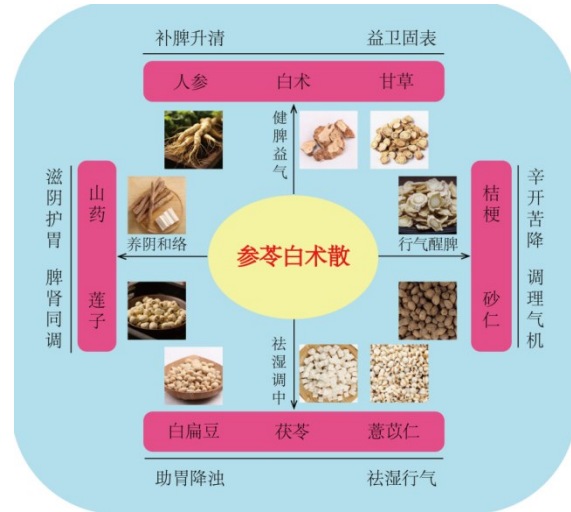 补脾升清 益卫固表
人参 白术 甘草
健脾益气
滋阴护胃 脾肾同调
山药 莲子
养阴和络
参苓白术散
行气醒脾
桔梗 砂仁
辛开苦降 调理气机
祛湿调中
白扁豆 茯苓 薏苡仁
助胃降浊 祛湿行气